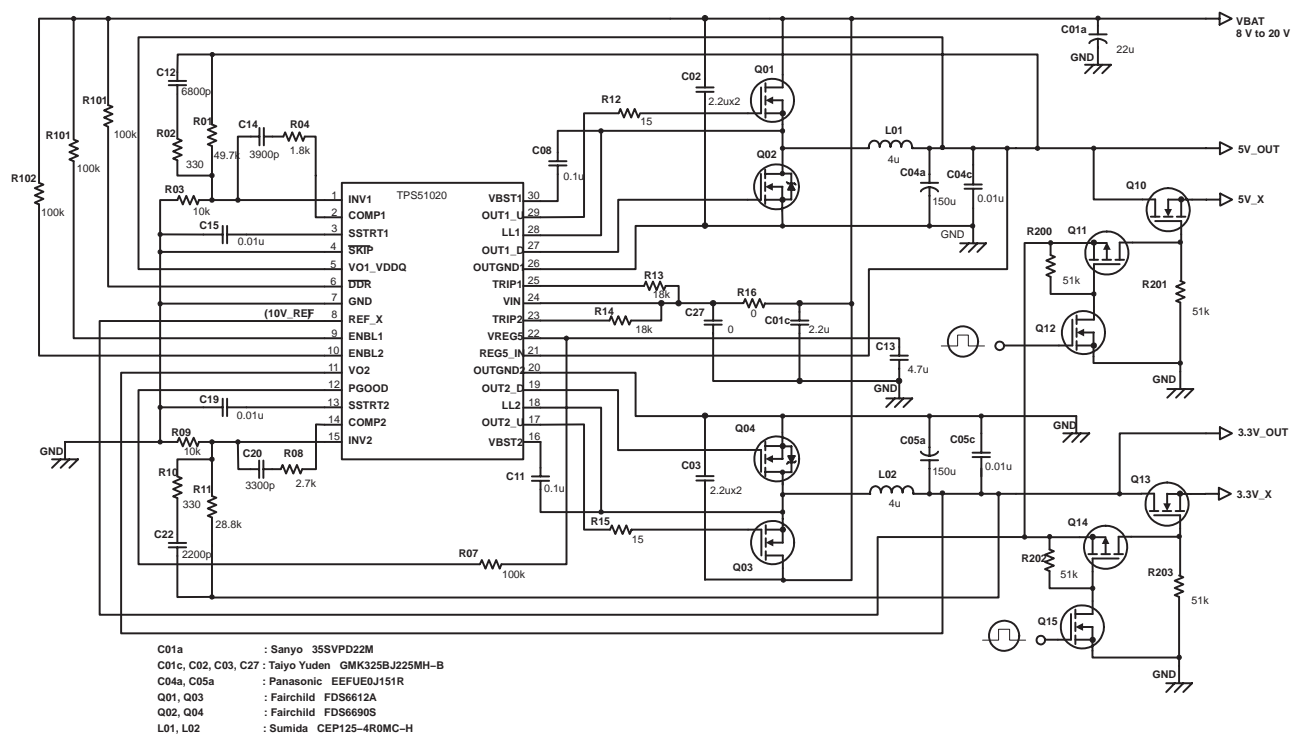 VBAT
8 V to 20 V
C01a
22u
GND
C12
6800p
R101
100k
R101
100k
R102
100k
R02
330
R01
49.7k
C14
3900p
R04
1.8k
R03
10k
C15
0.01u
C02
2.2ux2
Q01
R12
15
C08
0.1u
Q02
L01
4u
C04a
150u
C04c
0.01u
GND
5V_OUT
5V_X
Q10
Q11
R200
51k
R201
51k
Q12
GND
TPS51020
1 INV1
2 COMP1
3 SSTRT1
4 SKIP
5 VO1_VDDQ
6 DDR
7 GND
8 REF_X
9 ENBL1
10 ENBL2
11 VO2
12 PGOOD
13 SSTRT2
14 COMP2
15 INV2
VBST1 30
OUT1_U 29
LL1 28
OUT1_D 27
OUTGND1 26
TRIP1 25
VIN 24
TRIP2 23
VREG5 22
REG5_IN 21
OUTGND2 20
OUT2_D 19
LL2 18
OUT2_U 17
VBST2 16
(10V_REF
R13
18k
R14
18k
R16
0
C27
0
C01c
2.2u
C13
4.7u
GND
C19
0.01u
GND
R09
10k
C20
3300p
R08
2.7k
R10
330
R11
28.8k
C22
2200p
R07
100k
C11
0.1u
R15
15
C03
2.2ux2
Q04
Q03
L02
4u
C05a
150u
C05c
0.01u
GND
3.3V_OUT
3.3V_X
Q13
Q14
R202
51k
R203
51k
Q15
GND
C01a : Sanyo 35SVPD22M
C01c, C02, C03, C27 : Taiyo Yuden GMK325BJ225MH–B
C04a, C05a : Panasonic EEFUE0J151R
Q01, Q03 : Fairchild FDS6612A
Q02, Q04 : Fairchild FDS6690S
L01, L02 : Sumida CEP125–4R0MC–H